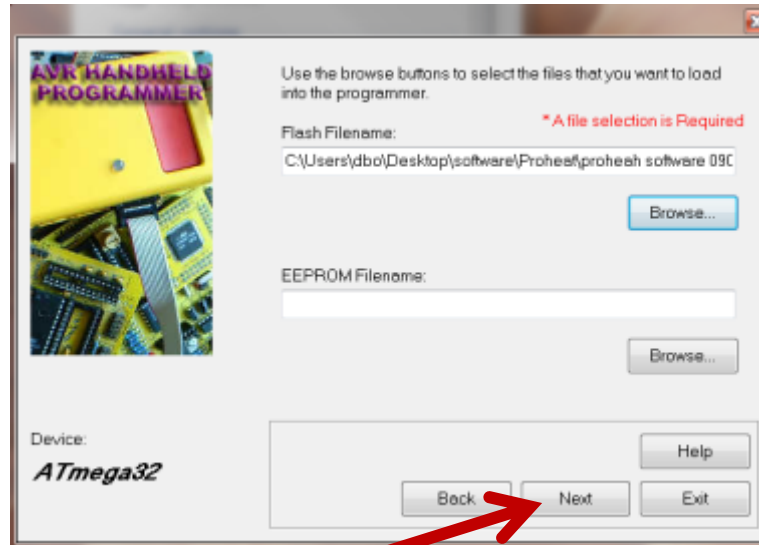 AVR HANDHELD
PROGRAMMER
Use the browse buttons to select the files that you want to load
into the programmer.
* A file selection is Required
Flash Filename:
C:\Users\dbo\Desktop\software\Proheat\proheah software 090
Browse...
EEPROM Filename:
Browse...
Device:
ATmega32
Help
Back
Next
Exit